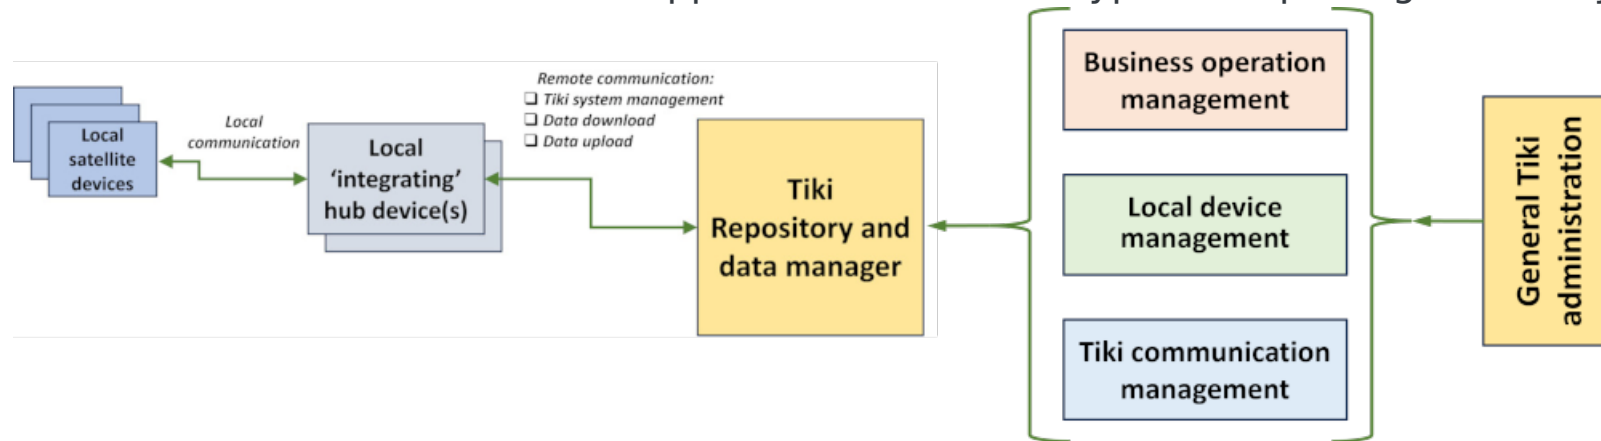 Local
satellite
devices
Local
communication
Local
‘integrating’
hub device(s)
Remote communication:
❑ Tiki system management
❑ Data download
❑ Data upload
Tiki
Repository and
data manager
Business operation
management
Local device
management
Tiki communication
management
General Tiki
administration